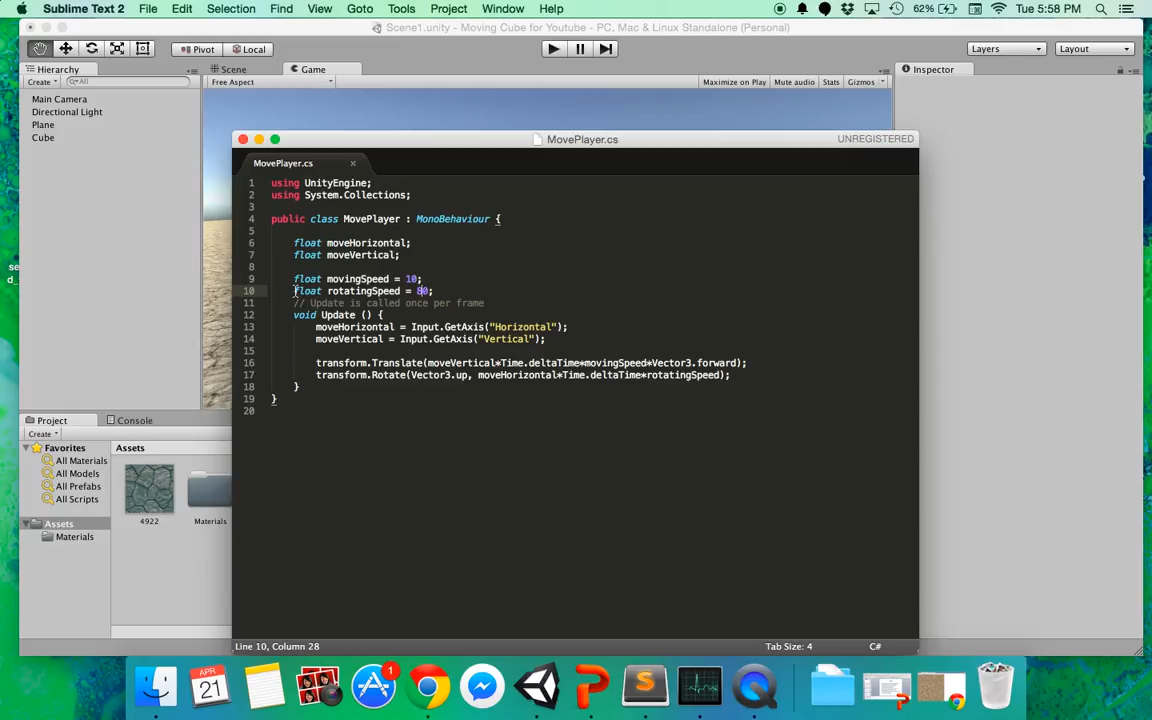 Sublime Text 2 File Edit Selection Find View Goto Tools Project Window Help 62% Tue 5:58 PM
Scene1.unity - Moving Cube for Youtube - PC, Mac & Linux Standalone (Personal)
Pivot Local Layers Layout
Hierarchy Scene Game Inspector
Create All Free Aspect Maximize on Play Mute audio Stats Gizmos
Main Camera
Directional Light
Plane
Cube
MovePlayer.cs UNREGISTERED
MovePlayer.cs
1 using UnityEngine;
2 using System.Collections;
3
4 public class MovePlayer : MonoBehaviour {
5
6 float moveHorizontal;
7 float moveVertical;
8
9 float movingSpeed = 10;
10 float rotatingSpeed = 80;
11 // Update is called once per frame
12 void Update () {
13 moveHorizontal = Input.GetAxis("Horizontal");
14 moveVertical = Input.GetAxis("Vertical");
15
16 transform.Translate(moveVertical*Time.deltaTime*movingSpeed*Vector3.forward);
17 transform.Rotate(Vector3.up, moveHorizontal*Time.deltaTime*rotatingSpeed);
18 }
19 }
20
Project Console
Create
Favorites Assets
All Materials
All Models
All Prefabs
All Scripts
Assets 4922 Materials
Materials
Line 10, Column 28 Tab Size: 4 C#
APR
21
1